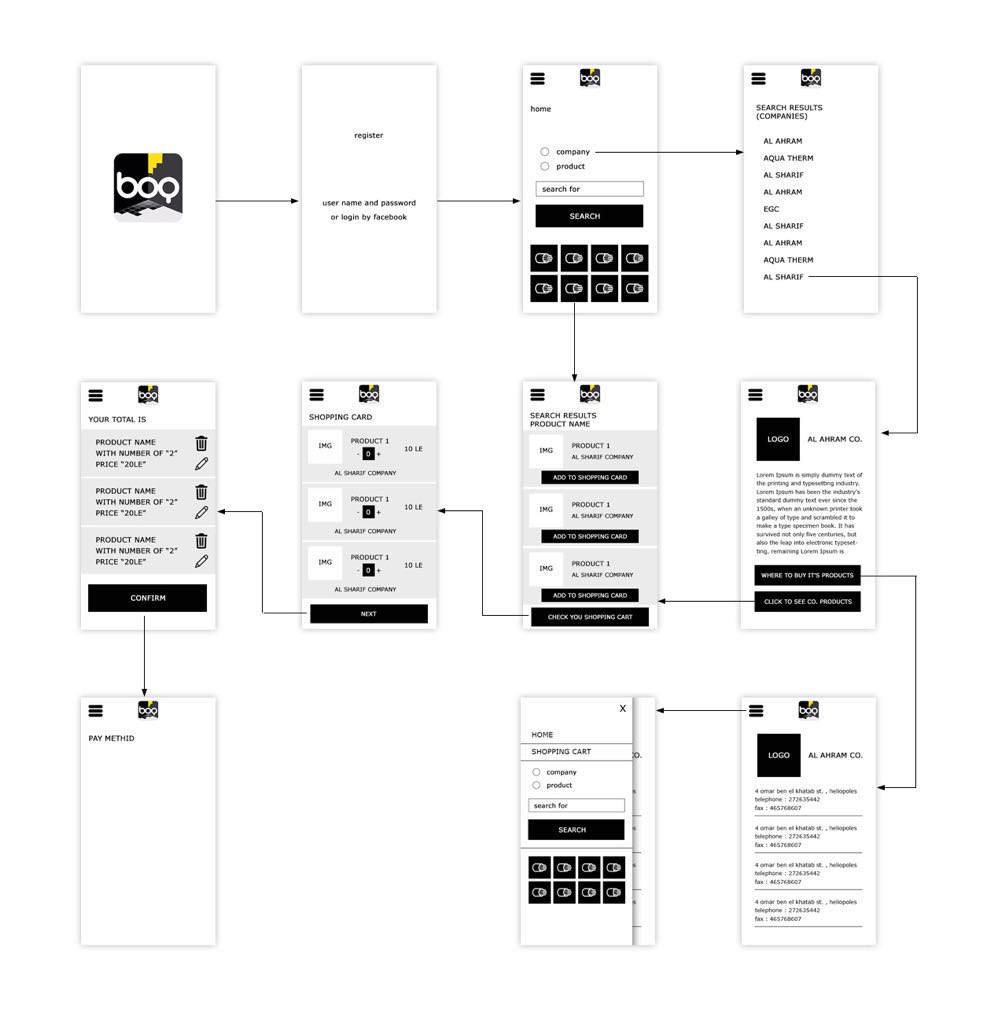 boq
register
user name and password
or login by facebook
boq
home
company
product
search for
SEARCH
boq
SEARCH RESULTS
(COMPANIES)
AL AHRAM
AQUA THERM
AL SHARIF
AL AHRAM
EGC
AL SHARIF
AL AHRAM
AQUA THERM
AL SHARIF
boq
YOUR TOTAL IS
PRODUCT NAME
WITH NUMBER OF “2”
PRICE “20LE”
PRODUCT NAME
WITH NUMBER OF “2”
PRICE “20LE”
PRODUCT NAME
WITH NUMBER OF “2”
PRICE “20LE”
CONFIRM
boq
SHOPPING CARD
IMG
PRODUCT 1
- 0 +
10 LE
AL SHARIF COMPANY
IMG
PRODUCT 1
- 0 +
10 LE
AL SHARIF COMPANY
IMG
PRODUCT 1
- 0 +
10 LE
AL SHARIF COMPANY
NEXT
boq
SEARCH RESULTS
PRODUCT NAME
IMG
PRODUCT 1
AL SHARIF COMPANY
ADD TO SHOPPING CARD
IMG
PRODUCT 1
AL SHARIF COMPANY
ADD TO SHOPPING CARD
IMG
PRODUCT 1
AL SHARIF COMPANY
ADD TO SHOPPING CARD
CHECK YOU SHOPPING CART
boq
LOGO
AL AHRAM CO.
Lorem Ipsum is simply dummy text of
the printing and typesetting industry.
Lorem Ipsum has been the industry's
standard dummy text ever since the
1500s, when an unknown printer took
a galley of type and scrambled it to
make a type specimen book. It has
survived not only five centuries, but
also the leap into electronic typeset-
ting, remaining Lorem Ipsum is
WHERE TO BUY IT'S PRODUCTS
CLICK TO SEE CO. PRODUCTS
boq
PAY METHID
X
HOME
SHOPPING CART
CO.
company
product
search for
SEARCH
boq
LOGO
AL AHRAM CO.
4 omar ben el khatab st. , heliopoles
telephone : 272635442
fax : 465768607
4 omar ben el khatab st. , heliopoles
telephone : 272635442
fax : 465768607
4 omar ben el khatab st. , heliopoles
telephone : 272635442
fax : 465768607
4 omar ben el khatab st. , heliopoles
telephone : 272635442
fax : 465768607